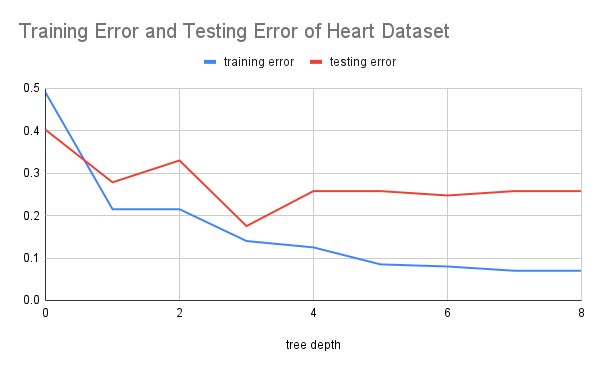 Training Error and Testing Error of Heart Dataset
training error testing error
0.5
0.4
0.3
0.2
0.1
0.0
0 2 4 6 8
tree depth